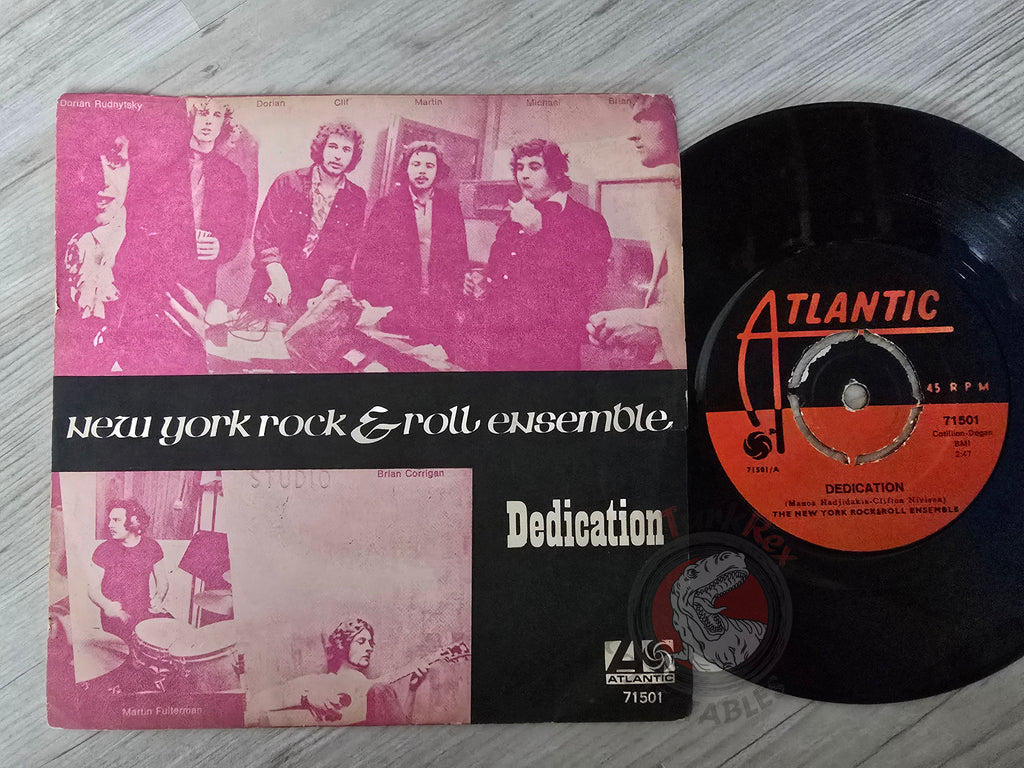 Dorian Rudnytsky
Dorian Clif Martin Michael Brian
New York Rock & Roll Ensemble
STUDIO
Brian Corrigan
Dedication
Martin Fulterman
ATLANTIC
71501
ATLANTIC
45 RPM
71501
Cotillion-Dogan
BMI
2:47
71501/A
DEDICATION
(Manos Hadjidakis-Clifton Nivison)
THE NEW YORK ROCK&ROLL ENSEMBLE